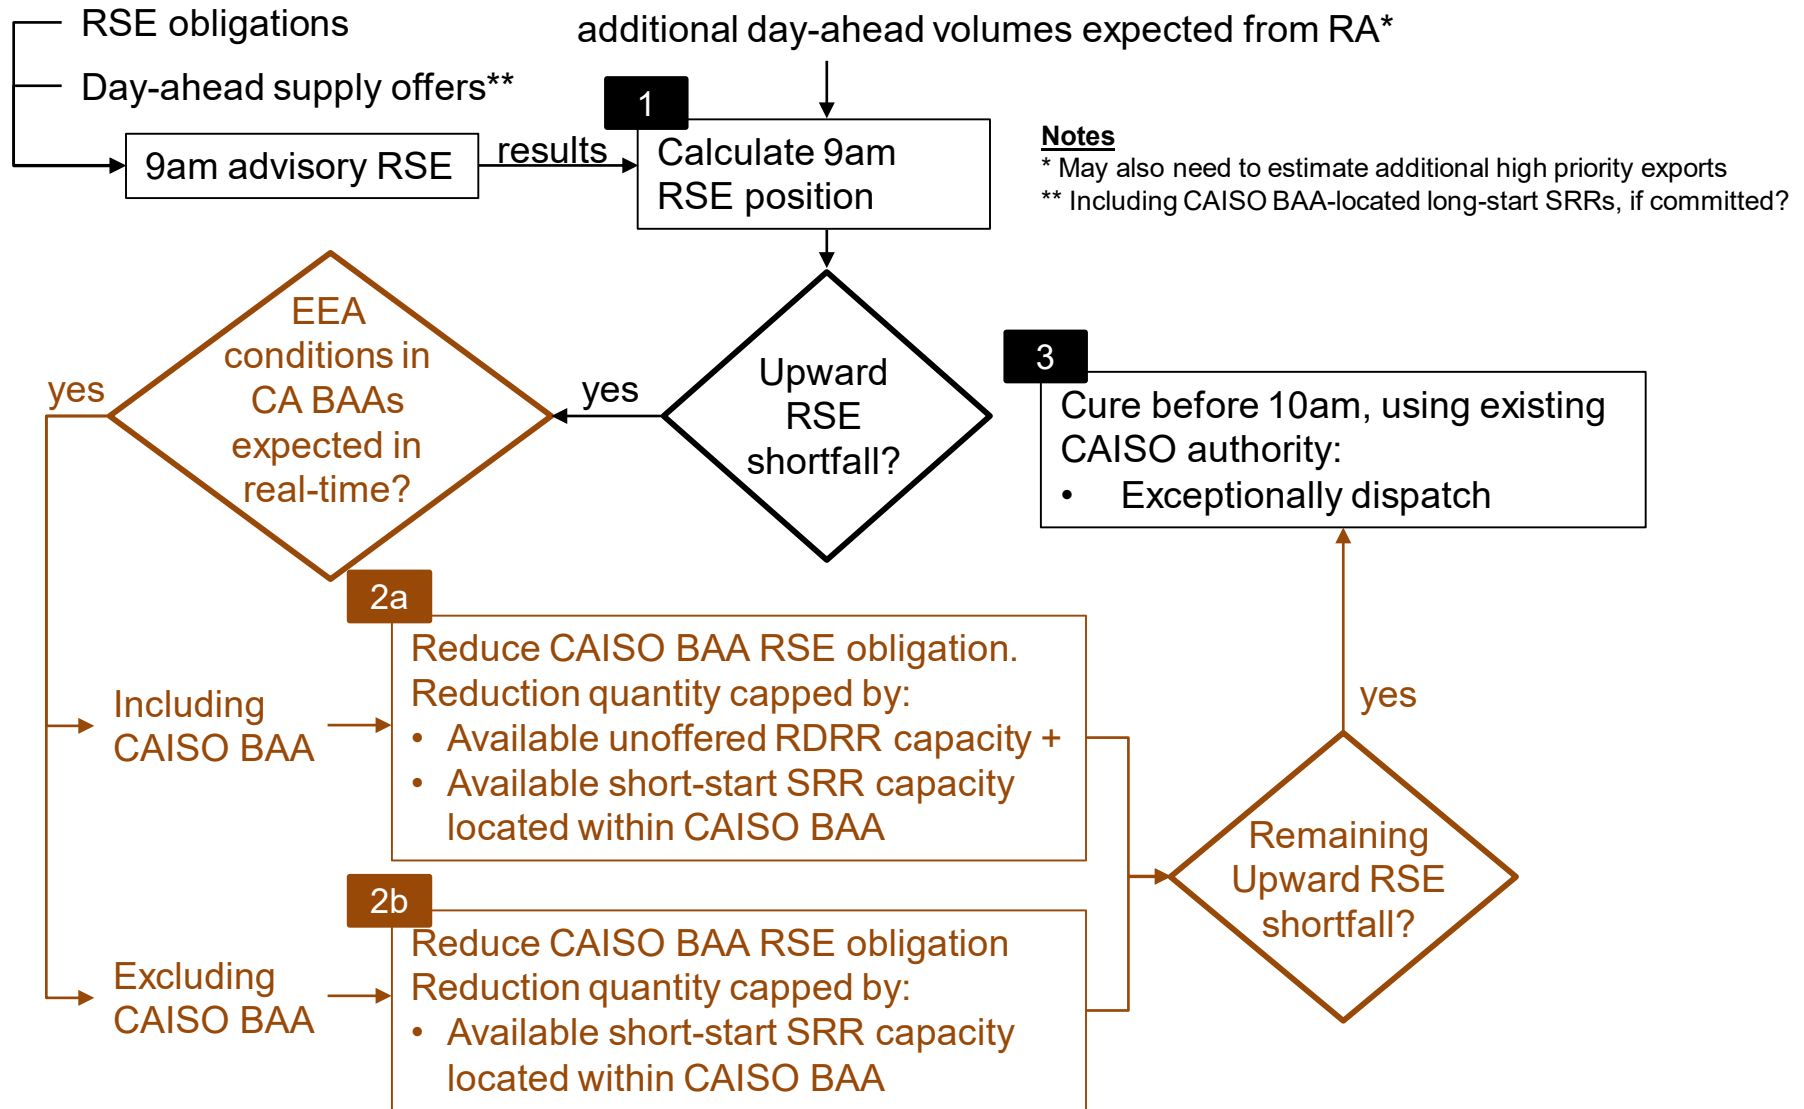 RSE obligations
additional day-ahead volumes expected from RA*
Day-ahead supply offers**
1
Notes
* May also need to estimate additional high priority exports
** Including CAISO BAA-located long-start SRRs, if committed?
9am advisory RSE
results
Calculate 9am
RSE position
EEA
conditions in
CA BAAs
expected in
real-time?
yes
yes
Upward
RSE
shortfall?
3
Cure before 10am, using existing
CAISO authority:
• Exceptionally dispatch
2a
Including
CAISO BAA
Reduce CAISO BAA RSE obligation.
Reduction quantity capped by:
• Available unoffered RDRR capacity +
• Available short-start SRR capacity
located within CAISO BAA
yes
Remaining
Upward RSE
shortfall?
2b
Excluding
CAISO BAA
Reduce CAISO BAA RSE obligation
Reduction quantity capped by:
• Available short-start SRR capacity
located within CAISO BAA